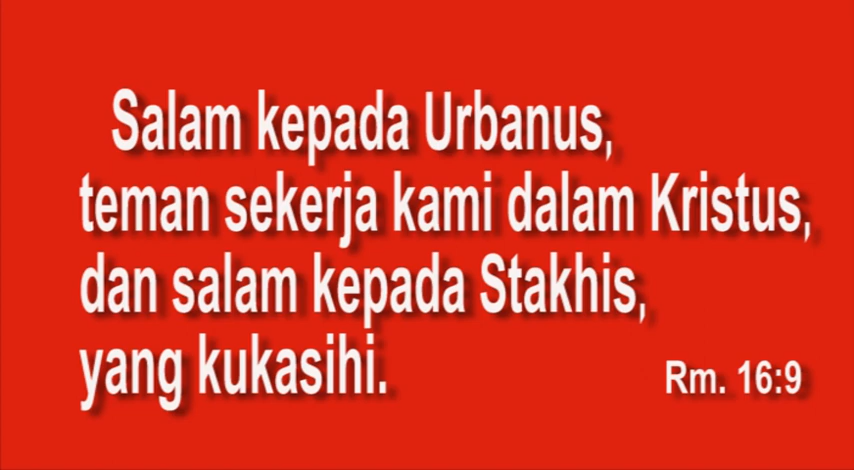 Salam kepada Urbanus,
teman sekerja kami dalam Kristus,
dan salam kepada Stakhis,
yang kukasihi.
Rm. 16:9